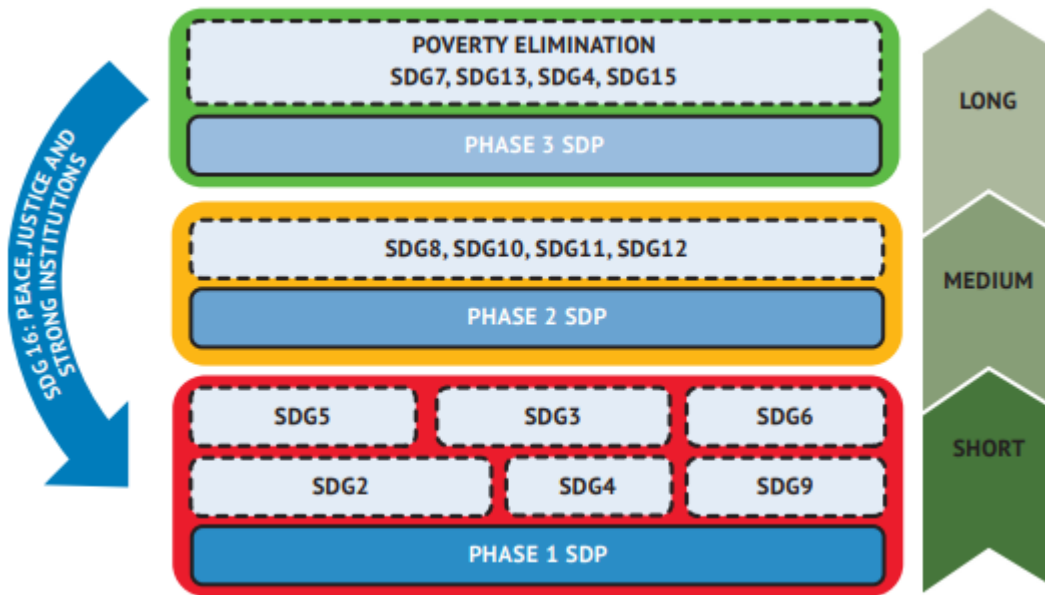 POVERTY ELIMINATION
SDG7, SDG13, SDG4, SDG15
PHASE 3 SDP
LONG
SDG 16: PEACE, JUSTICE AND
STRONG INSTITUTIONS
SDG8, SDG10, SDG11, SDG12
PHASE 2 SDP
MEDIUM
SDG5
SDG3
SDG6
SHORT
SDG2
SDG4
SDG9
PHASE 1 SDP